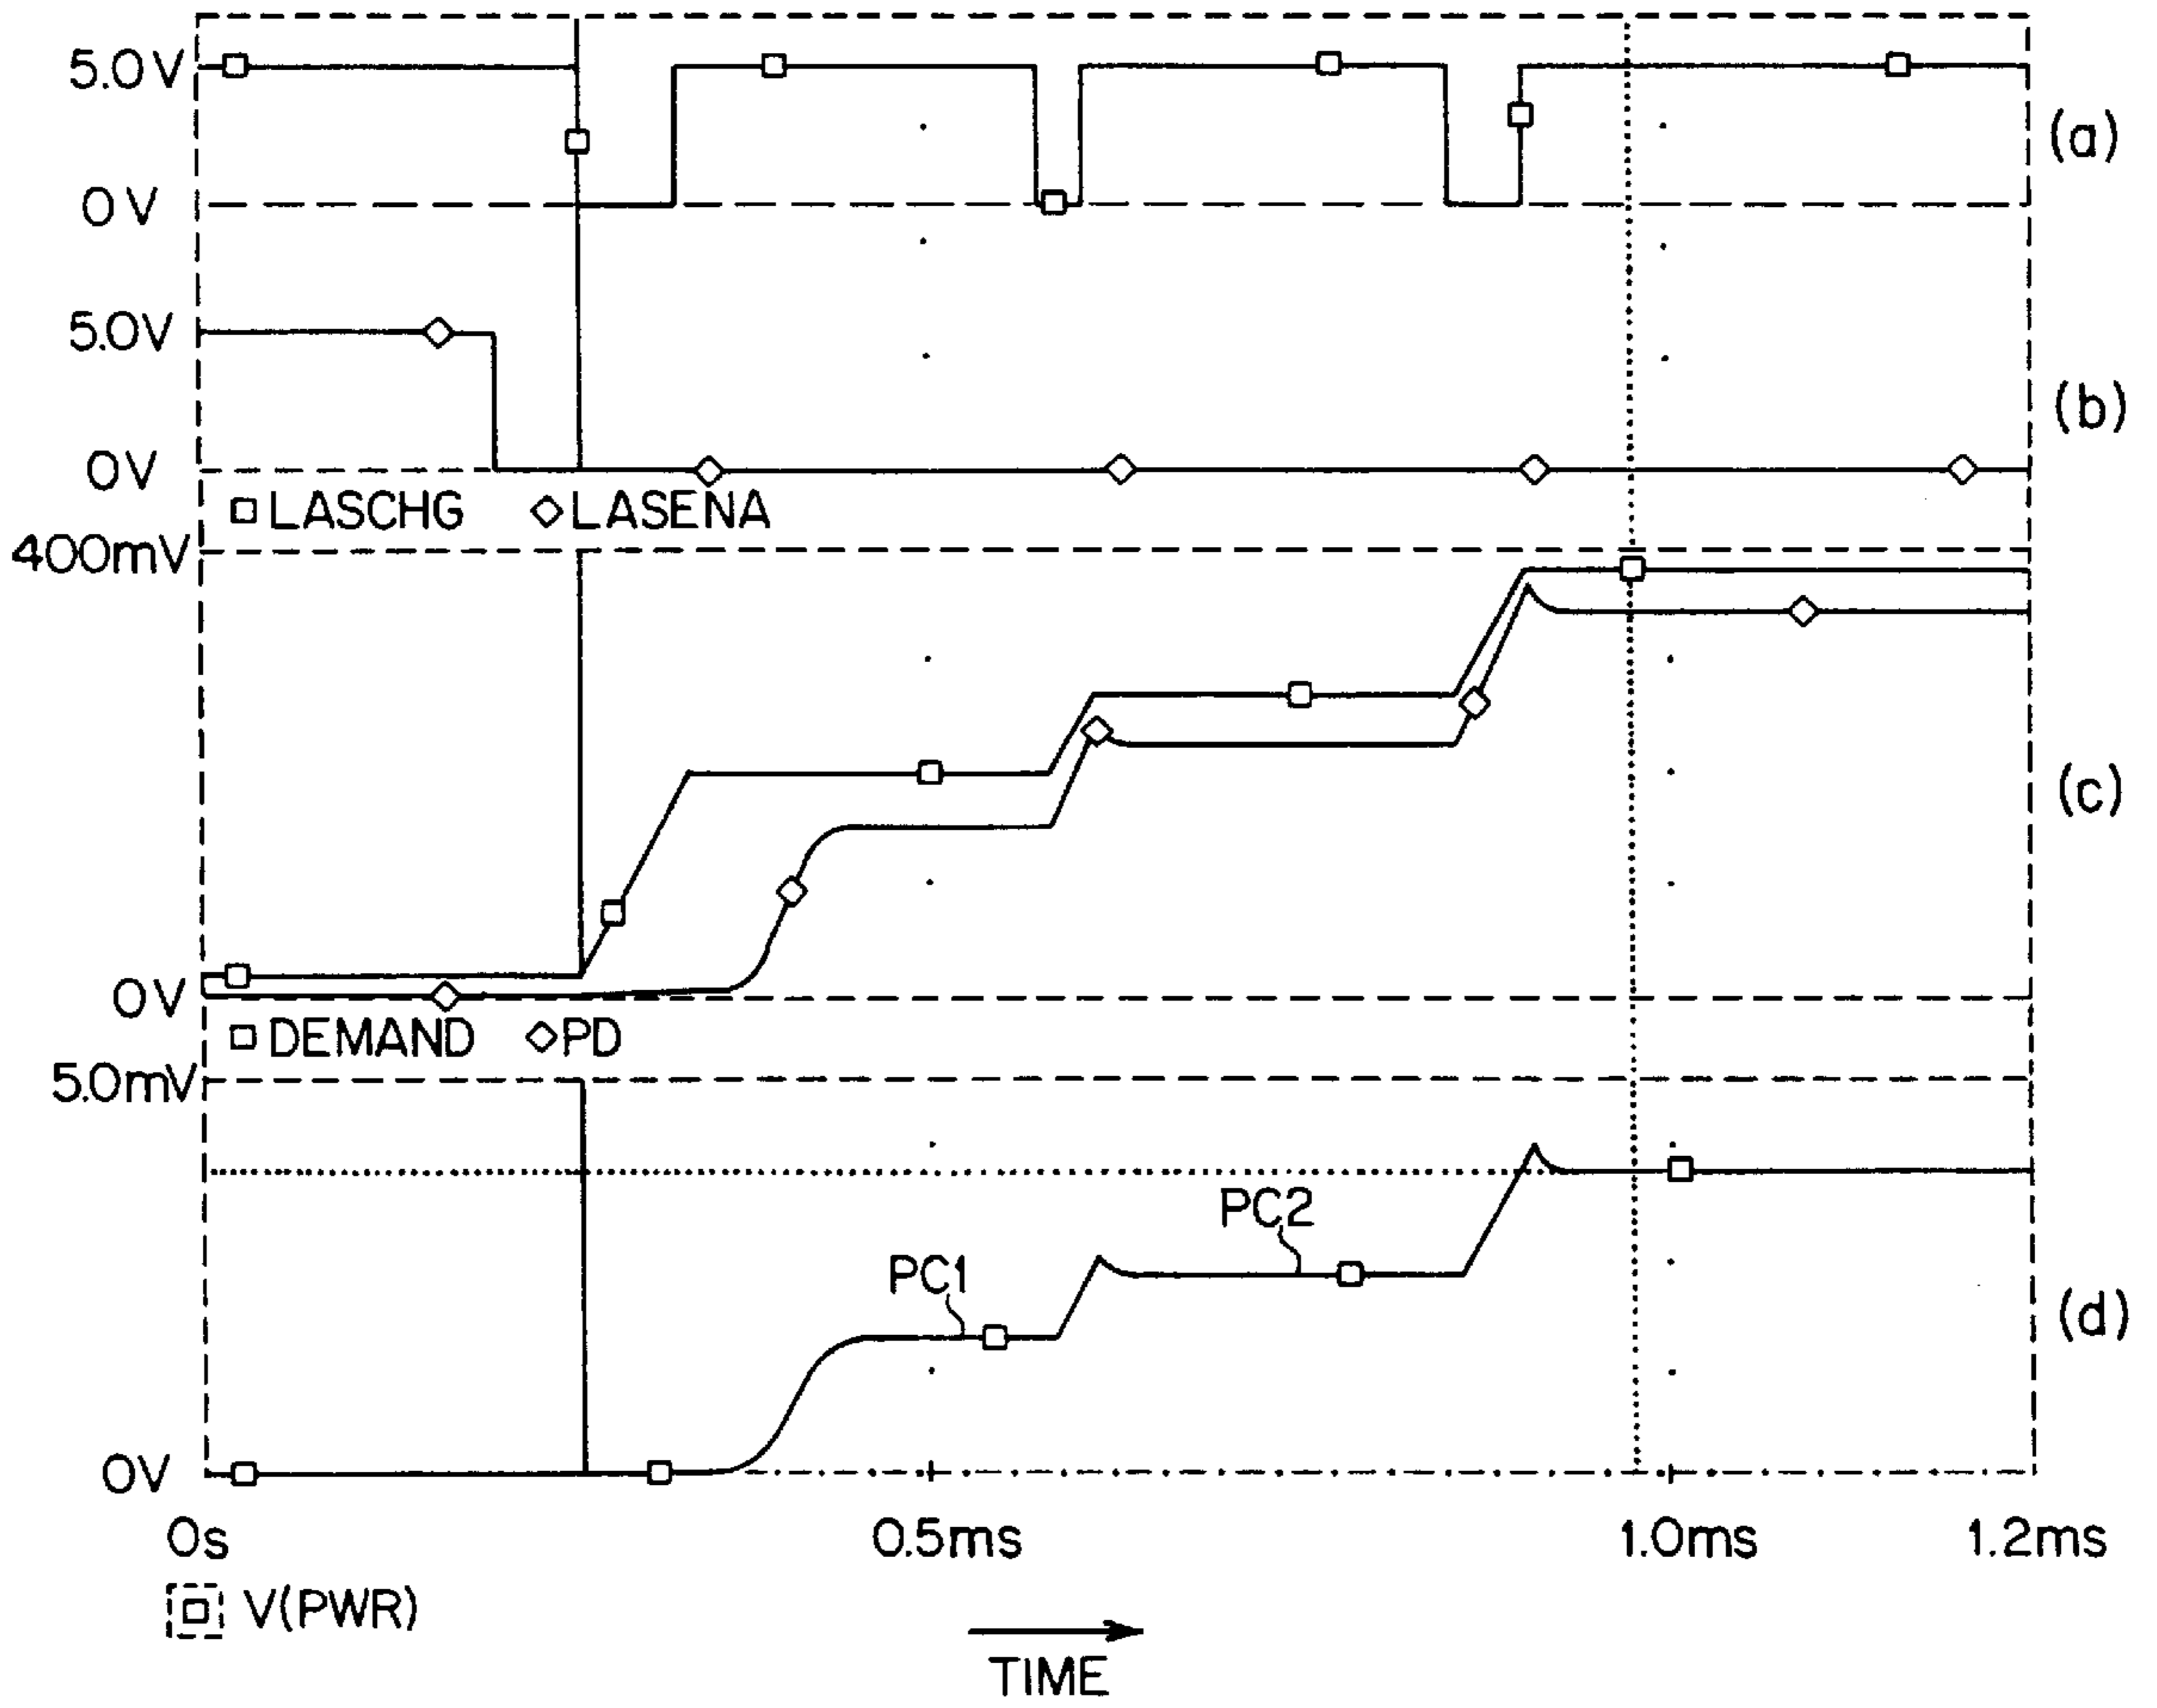 5.0V
(a)
0V
5.0V
(b)
0V
LASCHG LASENA
400mV
(c)
0V
DEMAND PD
5.0mV
PC2
PC1
(d)
0V
0s 0.5ms 1.0ms 1.2ms
V(PWR)
TIME